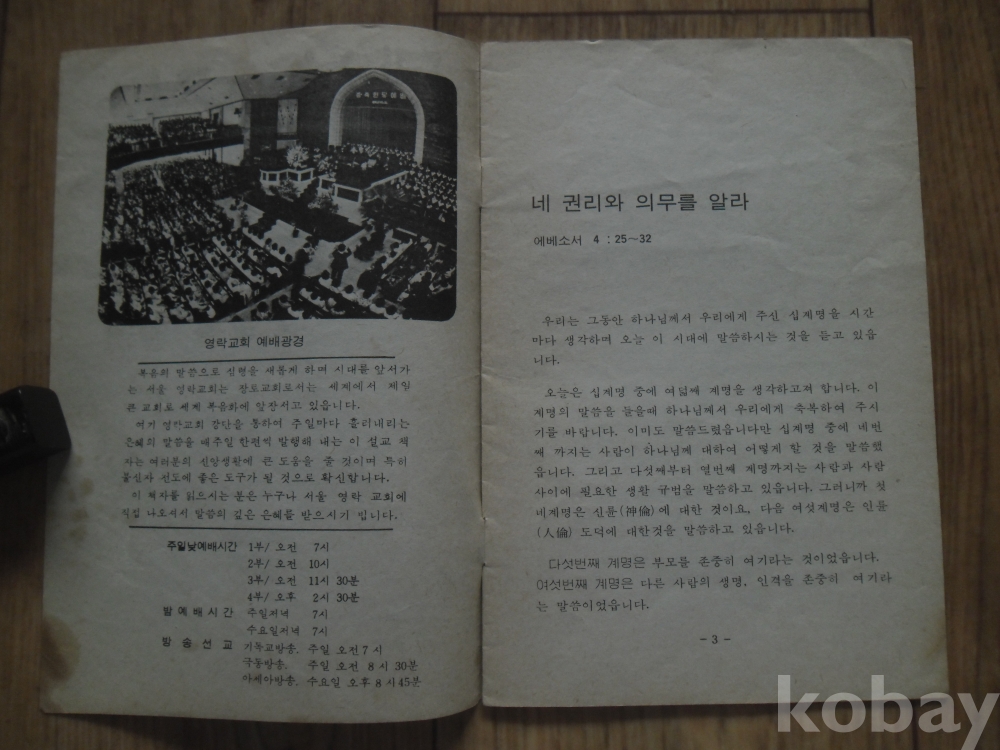 영락교회 예배광경
복음의 말씀으로 심령을 새롭게 하며 시대를 앞서가
는 서울 영락교회는 장로교회로서는 세계에서 제일
큰 교회로 세계 복음화에 앞장서고 있읍니다.
여기 영락교회 강단을 통하여 주일마다 흘러내리는
은혜의 말씀을 매주일 한편씩 발행해 내는 이 설교 책
자는 여러분의 신앙생활에 큰 도움을 줄 것이며 특히
불신자 전도에 좋은 도구가 될 것으로 확신합니다.
이 책자를 읽으시는 분은 누구나 서울 영락 교회에
직접 나오셔서 말씀의 깊은 은혜를 받으시기 바랍니다.
주일낮예배시간 1부/ 오전 7시
2부/ 오전 10시
3부/ 오전 11시 30분
4부/ 오후 2시 30분
밤예배시간 주일저녁 7시
수요일저녁 7시
방송선교 기독교방송. 주일 오전 7시
극동방송. 주일 오전 8시 30분
아세아방송. 수요일 오후 8시 45분
네 권리와 의무를 알라
에베소서 4 : 25~32
우리는 그동안 하나님께서 우리에게 주신 십계명을 시간
마다 생각하며 오늘 이 시대에 말씀하시는 것을 듣고 있읍
니다.
오늘은 십계명 중에 여덟째 계명을 생각하고져 합니다. 이
계명의 말씀을 들을때 하나님께서 우리에게 축복하여 주시
기를 바랍니다. 이미도 말씀드렸읍니다만 십계명 중에 네번
째 까지는 사람이 하나님께 대하여 어떻게 할 것을 말씀했
읍니다. 그리고 다섯째부터 열번째 계명까지는 사람과 사람
사이에 필요한 생활 규범을 말씀하고 있읍니다. 그러니까 첫
네계명은 신륜(神倫)에 대한 것이요, 다음 여섯계명은 인륜
(人倫) 도덕에 대한것을 말씀하고 있읍니다.
다섯번째 계명은 부모를 존중히 여기라는 것이었읍니다.
여섯번째 계명은 다른 사람의 생명, 인격을 존중히 여기라
는 말씀이었읍니다.
- 3 -
kobay